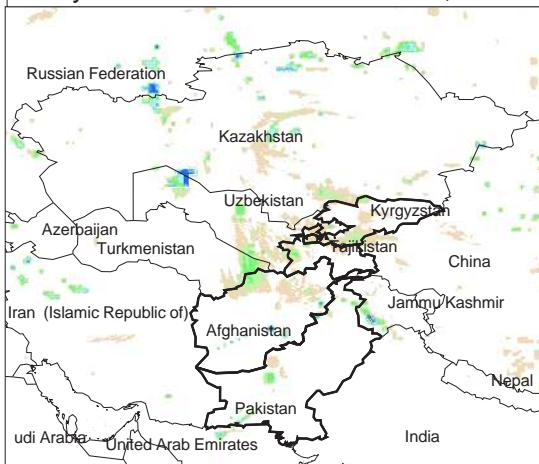 Russian Federation
Kazakhstan
Uzbekistan
Kyrgyzstan
Azerbaijan
Turkmenistan
Tajikistan
China
Iran (Islamic Republic of)
Jammu/Kashmir
Afghanistan
Nepal
Pakistan
udi Arabia
United Arab Emirates
India